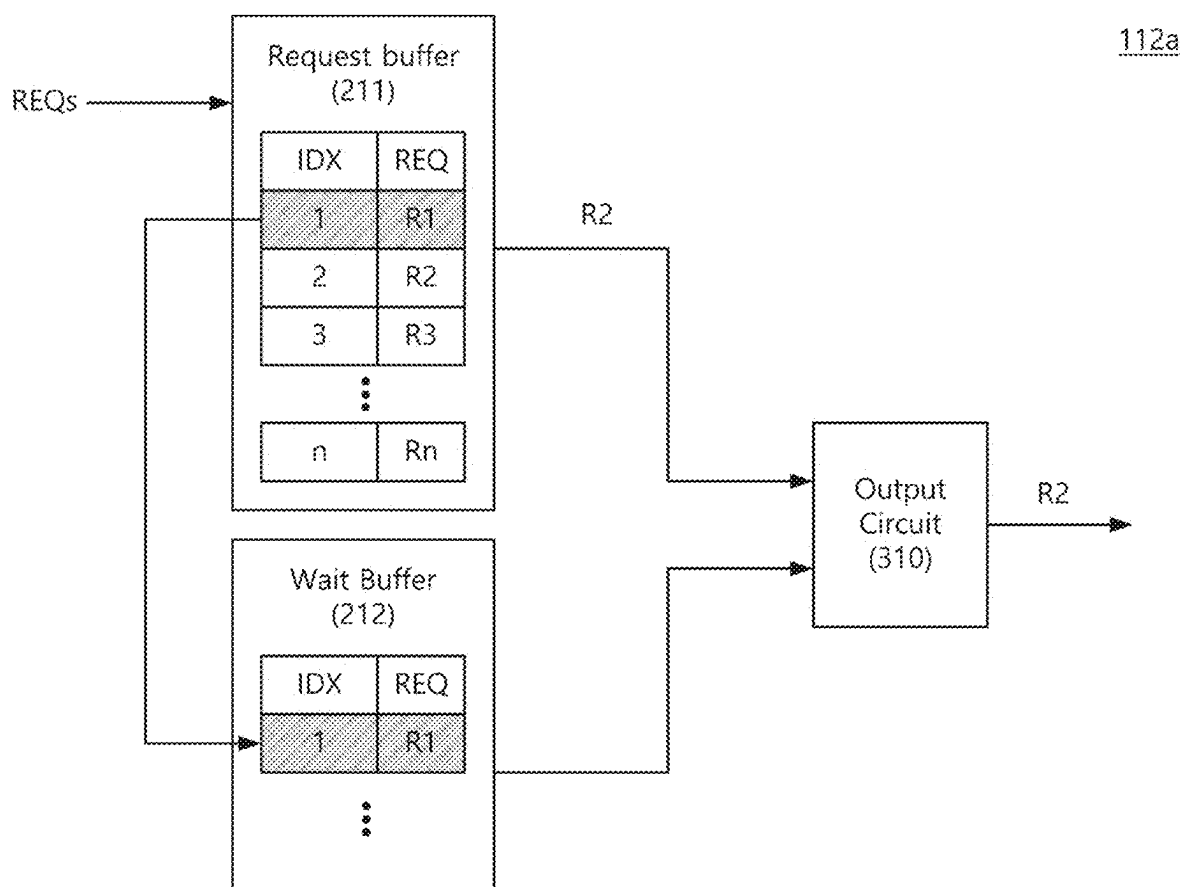 112a
Request buffer
(211)
REQs
IDX REQ
1 R1
2 R2
3 R3
n Rn
R2
Output
Circuit
(310)
R2
Wait Buffer
(212)
IDX REQ
1 R1